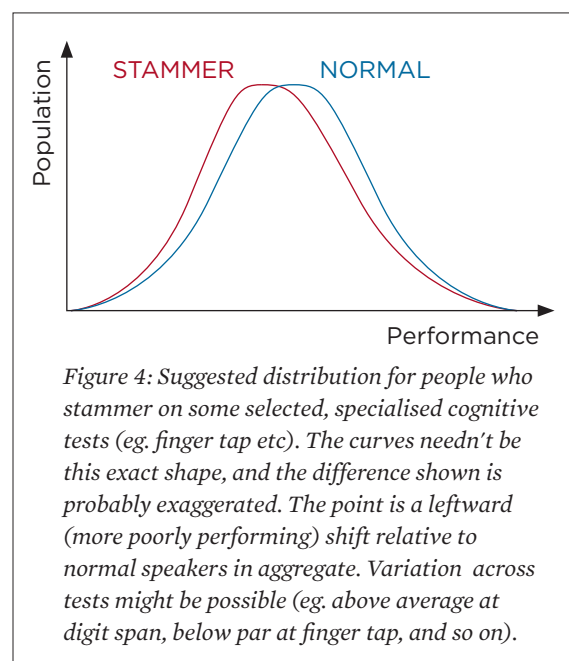 STAMMER NORMAL
Population
Performance
Figure 4: Suggested distribution for people who
stammer on some selected, specialised cognitive
tests (eg. finger tap etc). The curves needn't be
this exact shape, and the difference shown is
probably exaggerated. The point is a leftward
(more poorly performing) shift relative to
normal speakers in aggregate. Variation across
tests might be possible (eg. above average at
digit span, below par at finger tap, and so on).